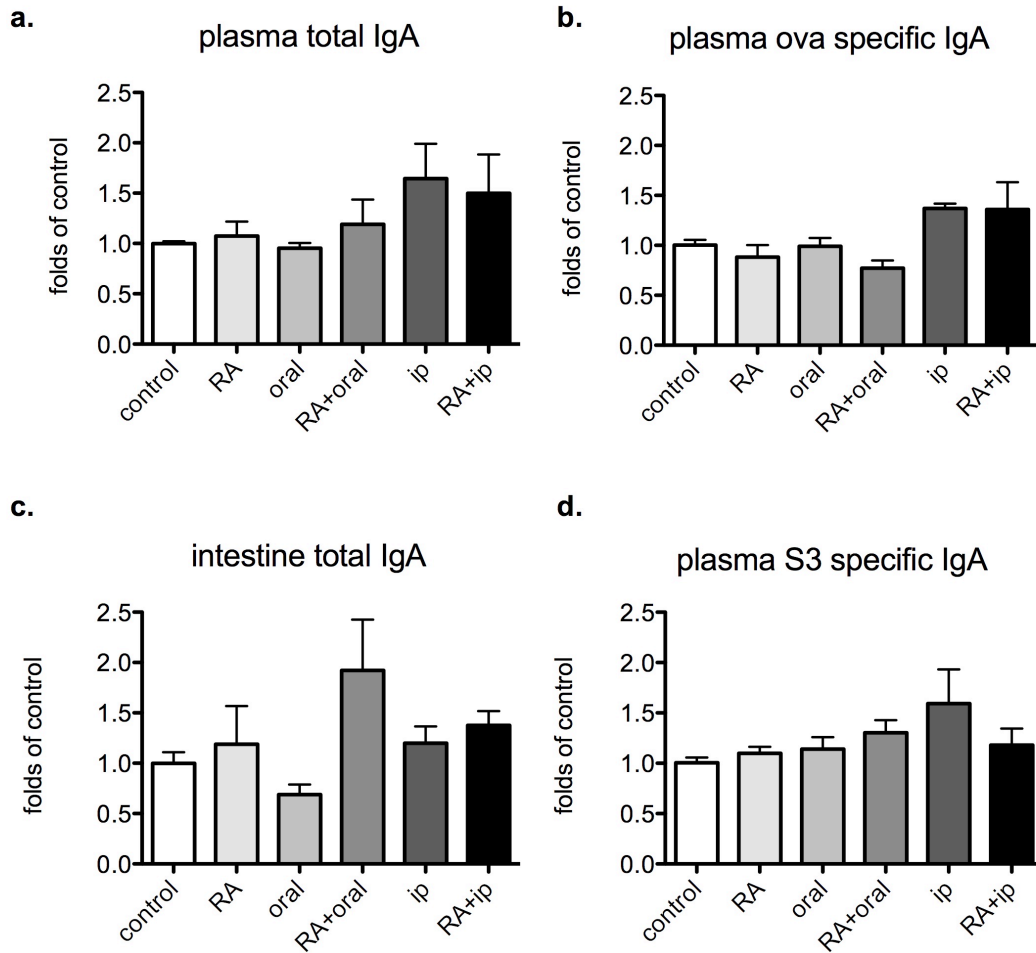 a.
plasma total IgA
folds of control
2.5
2.0
1.5
1.0
0.5
0.0
control
RA
oral
RA+oral
ip
RA+ip
b.
plasma ova specific IgA
folds of control
2.5
2.0
1.5
1.0
0.5
0.0
control
RA
oral
RA+oral
ip
RA+ip
c.
intestine total IgA
folds of control
2.5
2.0
1.5
1.0
0.5
0.0
control
RA
oral
RA+oral
ip
RA+ip
d.
plasma S3 specific IgA
folds of control
2.5
2.0
1.5
1.0
0.5
0.0
control
RA
oral
RA+oral
ip
RA+ip